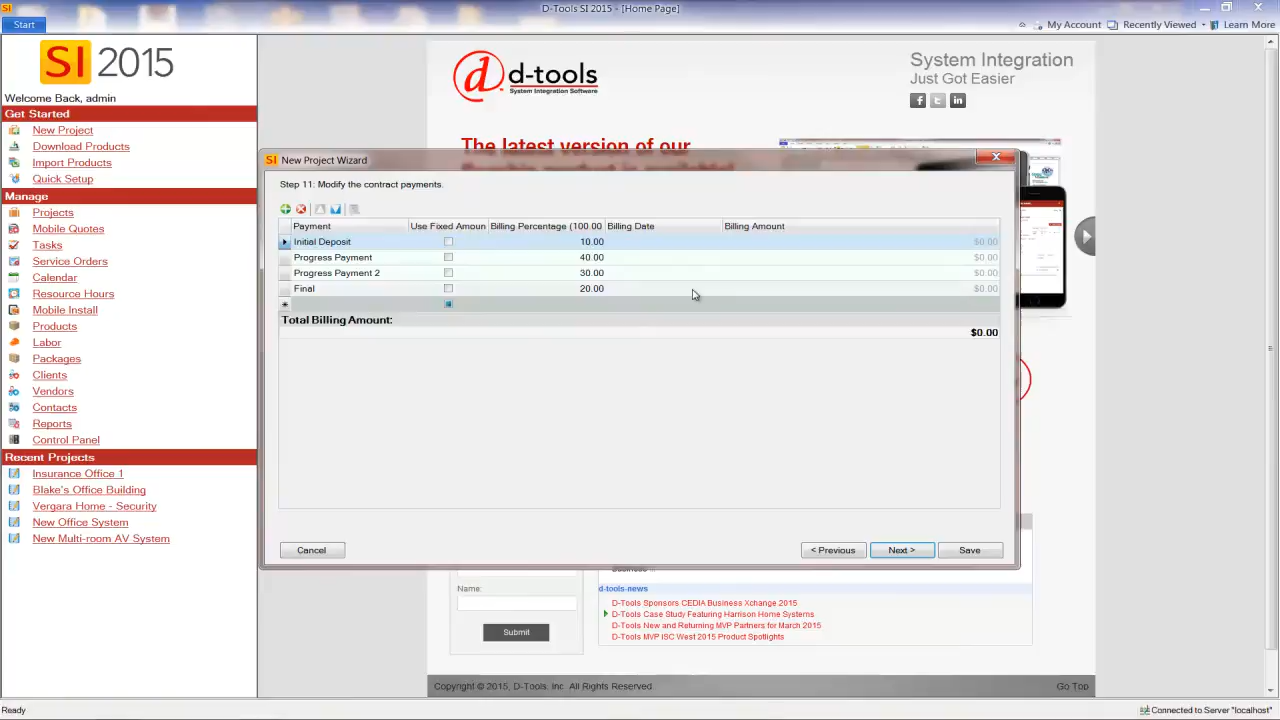 D-Tools SI 2015 - [Home Page]
Start
My Account
Recently Viewed
Learn More
SI 2015
Welcome Back, admin
Get Started
New Project
Download Products
Import Products
Quick Setup
Manage
Projects
Mobile Quotes
Tasks
Service Orders
Calendar
Resource Hours
Mobile Install
Products
Labor
Packages
Clients
Vendors
Contacts
Reports
Control Panel
Recent Projects
Insurance Office 1
Blake's Office Building
Vergara Home - Security
New Office System
New Multi-room AV System
d-tools
System Integration Software
System Integration
Just Got Easier
The latest version of our
New Project Wizard
Step 11: Modify the contract payments.
Payment Use Fixed Amoun Billing Percentage (100.00 Billing Date Billing Amount
Initial Deposit 10.00 $0.00
Progress Payment 40.00 $0.00
Progress Payment 2 30.00 $0.00
Final 20.00 $0.00
Total Billing Amount:
$0.00
Cancel
< Previous
Next >
Save
Business ...
Name:
Submit
d-tools-news
D-Tools Sponsors CEDIA Business Xchange 2015
D-Tools Case Study Featuring Harrison Home Systems
D-Tools New and Returning MVP Partners for March 2015
D-Tools MVP ISC West 2015 Product Spotlights
Copyright © 2015, D-Tools, Inc. All Rights Reserved.
Go Top
Ready
Connected to Server "localhost"